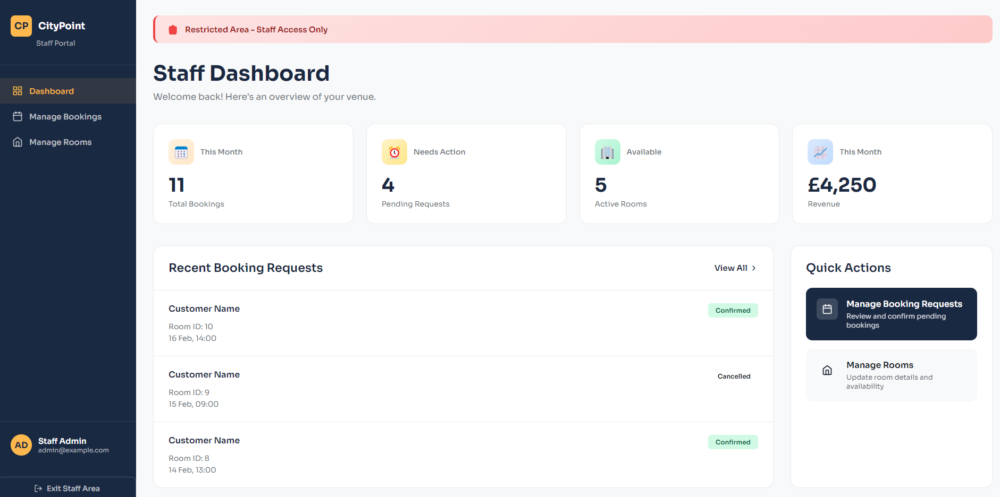 CP
CityPoint
Staff Portal
Dashboard
Manage Bookings
Manage Rooms
AD
Staff Admin
admin@example.com
Exit Staff Area
Restricted Area - Staff Access Only
Staff Dashboard
Welcome back! Here's an overview of your venue.
This Month
11
Total Bookings
Needs Action
4
Pending Requests
Available
5
Active Rooms
This Month
£4,250
Revenue
Recent Booking Requests
View All
Customer Name
Confirmed
Room ID: 10
16 Feb, 14:00
Customer Name
Cancelled
Room ID: 9
15 Feb, 09:00
Customer Name
Confirmed
Room ID: 8
14 Feb, 13:00
Quick Actions
Manage Booking Requests
Review and confirm pending
bookings
Manage Rooms
Update room details and
availability